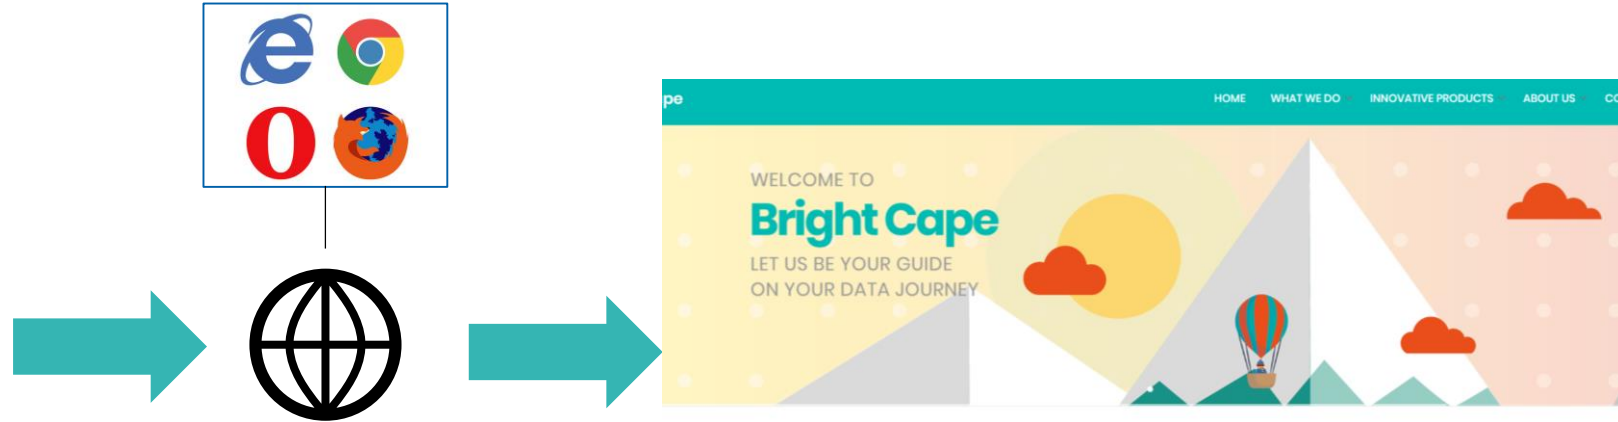 pe
HOME WHAT WE DO INNOVATIVE PRODUCTS ABOUT US CO
WELCOME TO
Bright Cape
LET US BE YOUR GUIDE
ON YOUR DATA JOURNEY